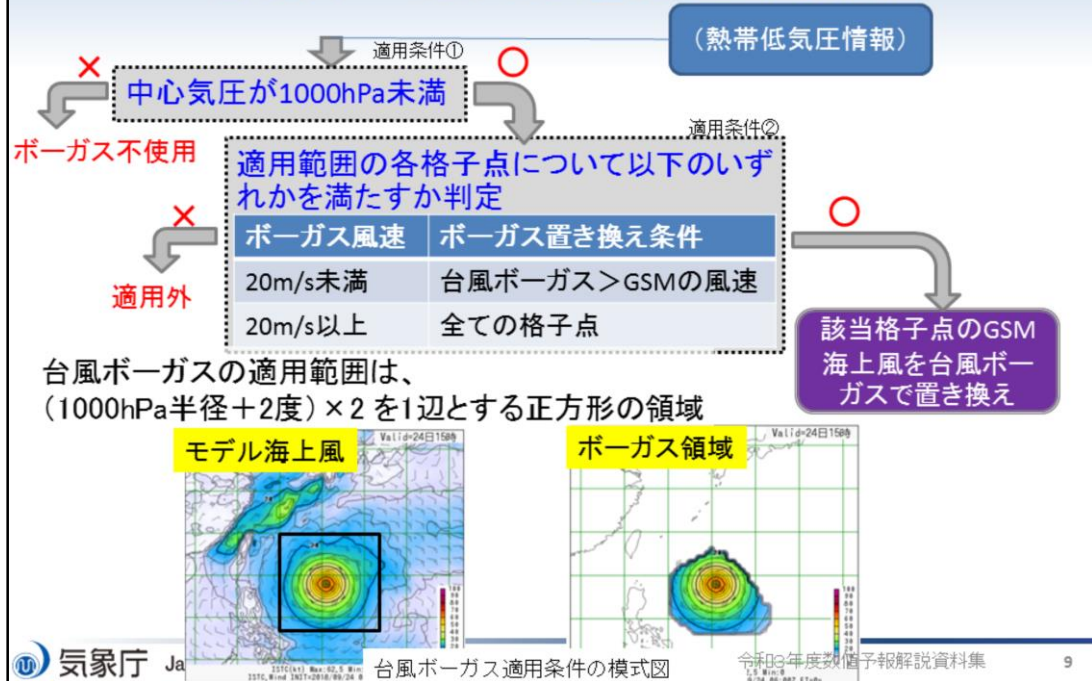 （熱帯低気圧情報）
適用条件①
× ○
中心気圧が1000hPa未満
ボーガス不使用
適用条件②
適用範囲の各格子点について以下のいず
れかを満たすか判定
× ○
ボーガス風速 ボーガス置き換え条件
20m/s未満 台風ボーガス＞GSMの風速
20m/s以上 全ての格子点
適用外
該当格子点のGSM
海上風を台風ボー
ガスで置き換え
台風ボーガスの適用範囲は、
（1000hPa半径＋2度）×2 を1辺とする正方形の領域
モデル海上風
Valid=24日15時
ボーガス領域
Valid=24日15時
気象庁 Ja
台風ボーガス適用条件の模式図
令和3年度数値予報解説資料集
9